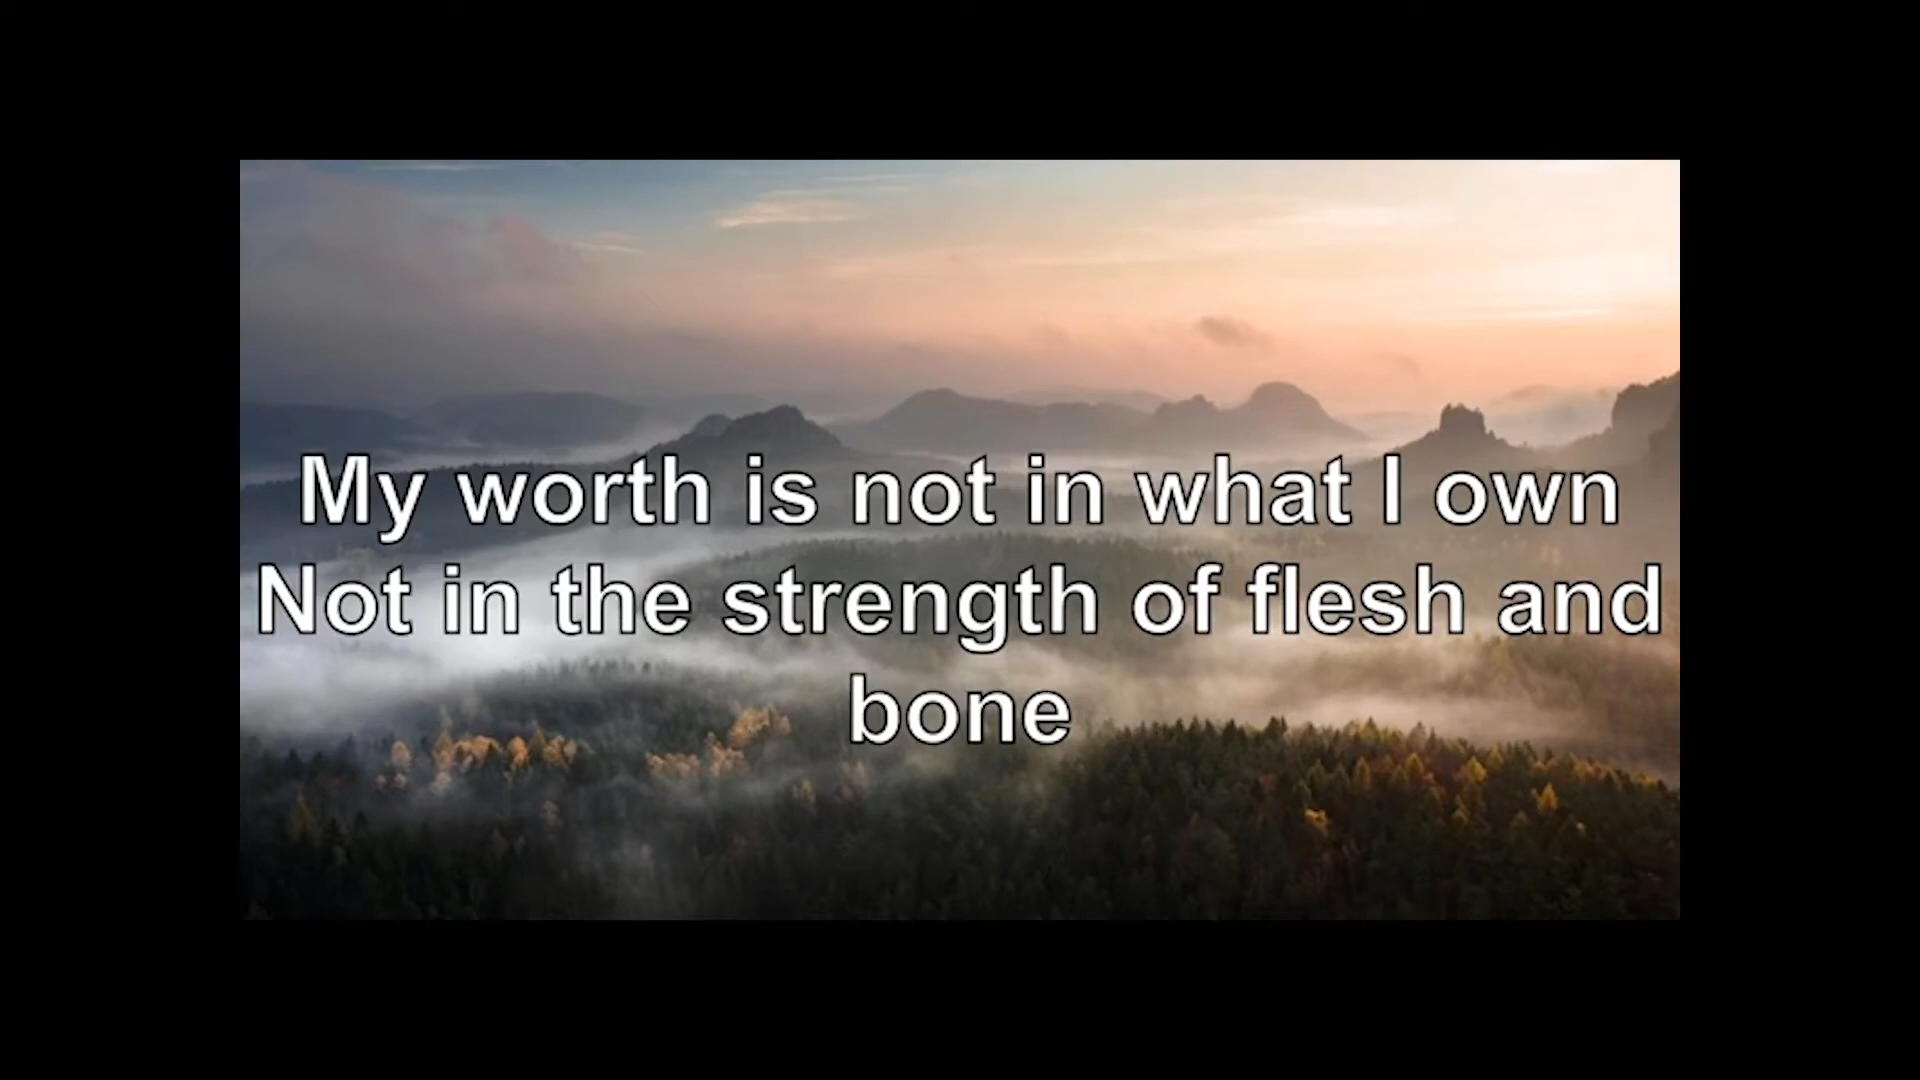 My worth is not in what I own
Not in the strength of flesh and
bone